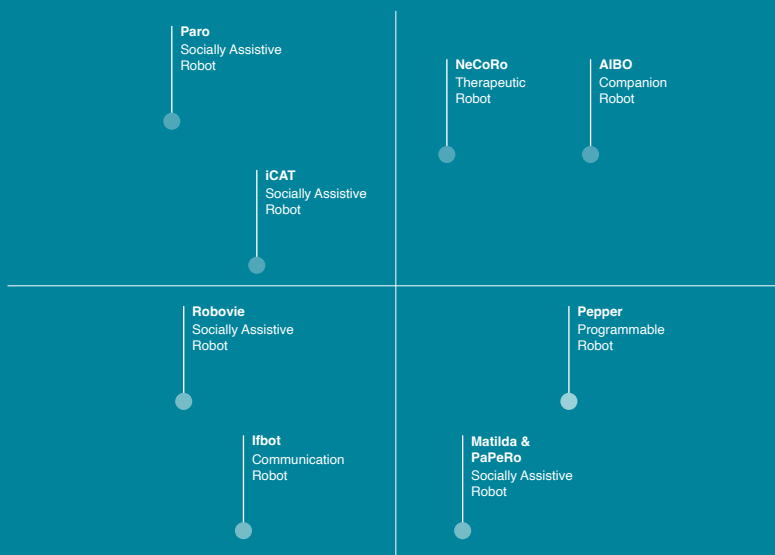 Paro
Socially Assistive
Robot
NeCoRo
Therapeutic
Robot
AIBO
Companion
Robot
iCAT
Socially Assistive
Robot
Robovie
Socially Assistive
Robot
Pepper
Programmable
Robot
Ifbot
Communication
Robot
Matilda &
PaPeRo
Socially Assistive
Robot